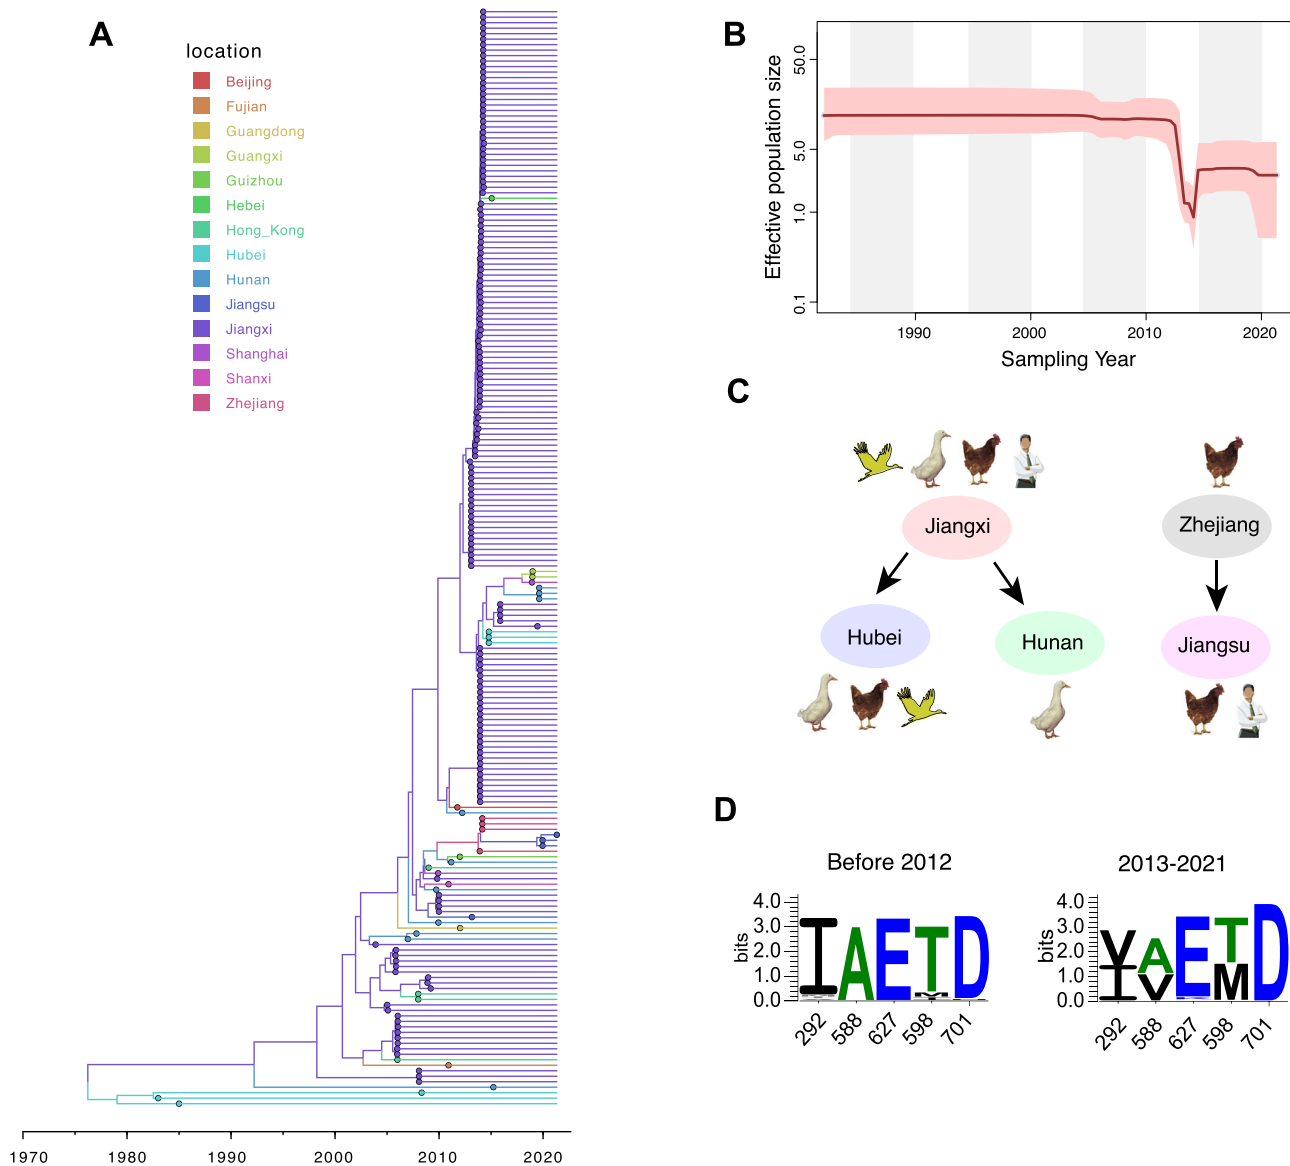 A
location
Beijing
Fujian
Guangdong
Guangxi
Guizhou
Hebei
Hong_Kong
Hubei
Hunan
Jiangsu
Jiangxi
Shanghai
Shanxi
Zhejiang
1970 1980 1990 2000 2010 2020
B
Effective population size
50.0
5.0
1.0
0.1
1990 2000 2010 2020
Sampling Year
C
Jiangxi
Zhejiang
Hubei
Hunan
Jiangsu
D
Before 2012
bits
4.0
3.0
2.0
1.0
0.0
I A E T D
292 588 627 598 701
2013-2021
bits
4.0
3.0
2.0
1.0
0.0
V A E T D
I V M
292 588 627 598 701